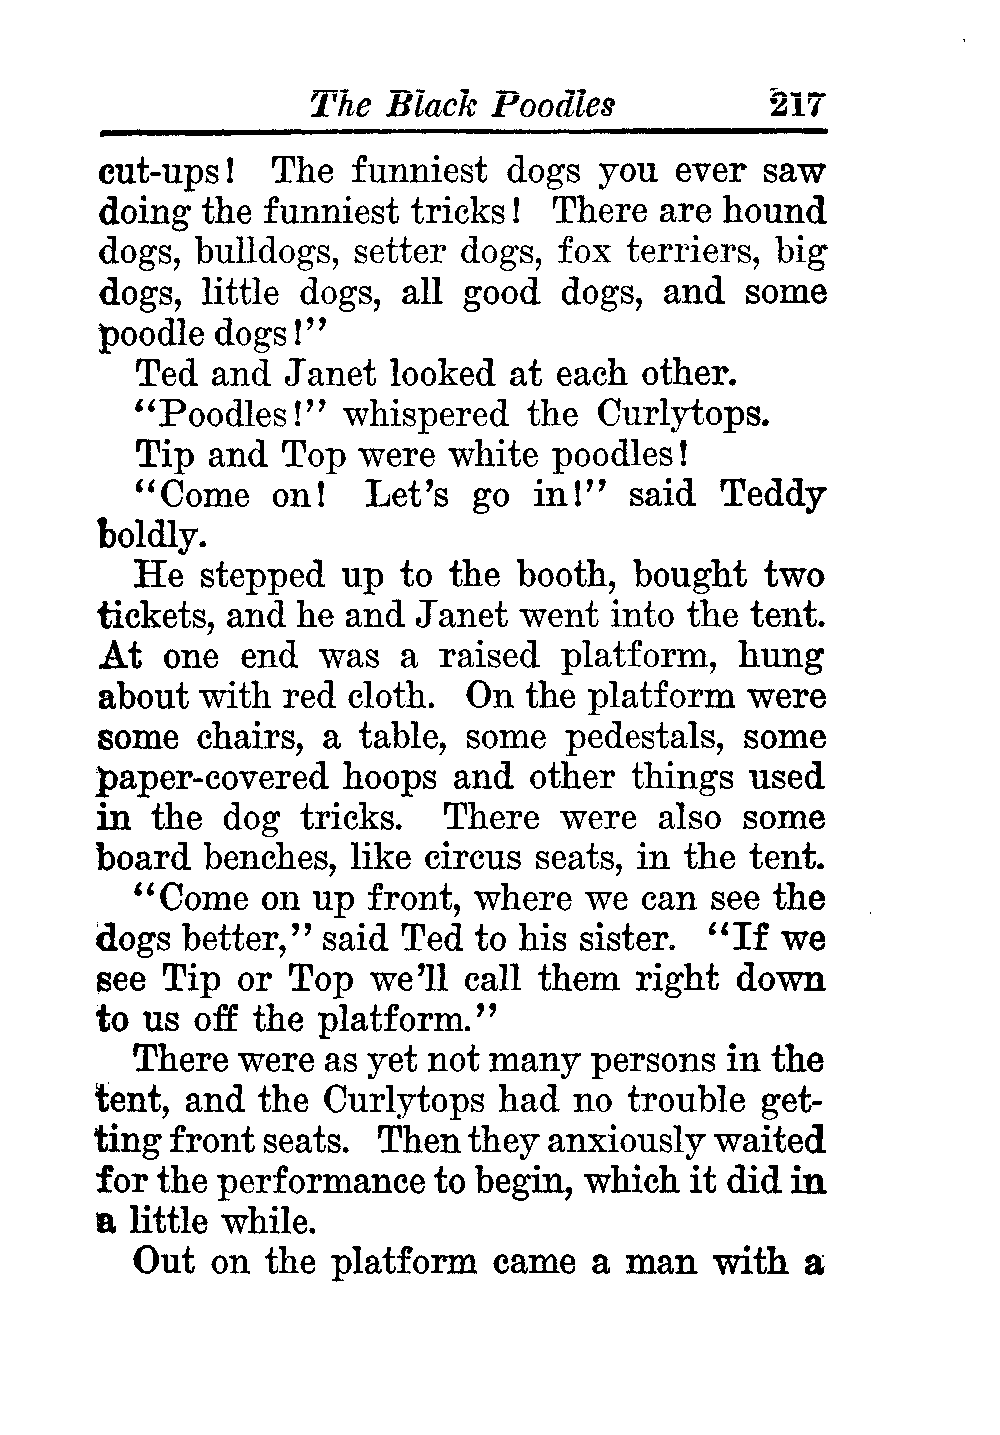 The Black Poodles 217
cut-ups! The funniest dogs you ever saw
doing the funniest tricks! There are hound
dogs, bulldogs, setter dogs, fox terriers, big
dogs, little dogs, all good dogs, and some
poodle dogs!"
Ted and Janet looked at each other.
"Poodles!" whispered the Curlytops.
Tip and Top were white poodles!
"Come on! Let's go in!" said Teddy
boldly.
He stepped up to the booth, bought two
tickets, and he and Janet went into the tent.
At one end was a raised platform, hung
about with red cloth. On the platform were
some chairs, a table, some pedestals, some
paper-covered hoops and other things used
in the dog tricks. There were also some
board benches, like circus seats, in the tent.
"Come on up front, where we can see the
dogs better," said Ted to his sister. "If we
see Tip or Top we'll call them right down
to us off the platform."
There were as yet not many persons in the
tent, and the Curlytops had no trouble get-
ting front seats. Then they anxiously waited
for the performance to begin, which it did in
a little while.
Out on the platform came a man with a